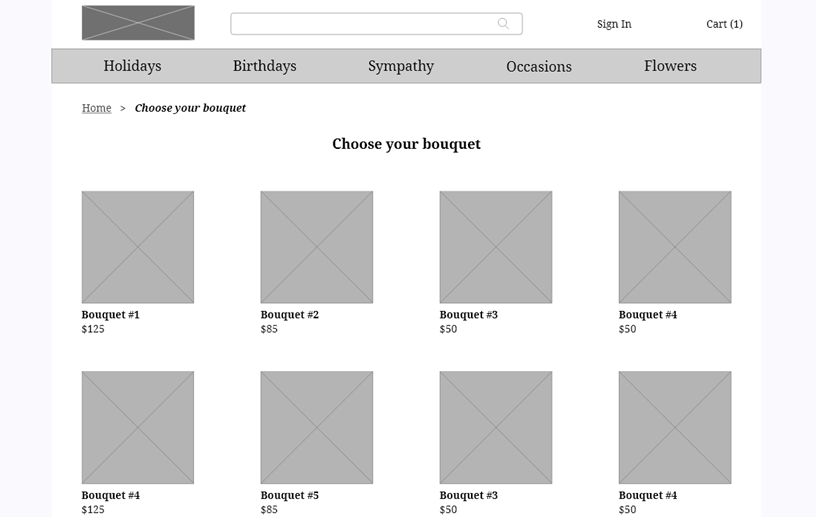 Sign In Cart (1)
Holidays Birthdays Sympathy Occasions Flowers
Home > Choose your bouquet
Choose your bouquet
Bouquet #1 Bouquet #2 Bouquet #3 Bouquet #4
$125 $85 $50 $50
Bouquet #4 Bouquet #5 Bouquet #3 Bouquet #4
$125 $85 $50 $50